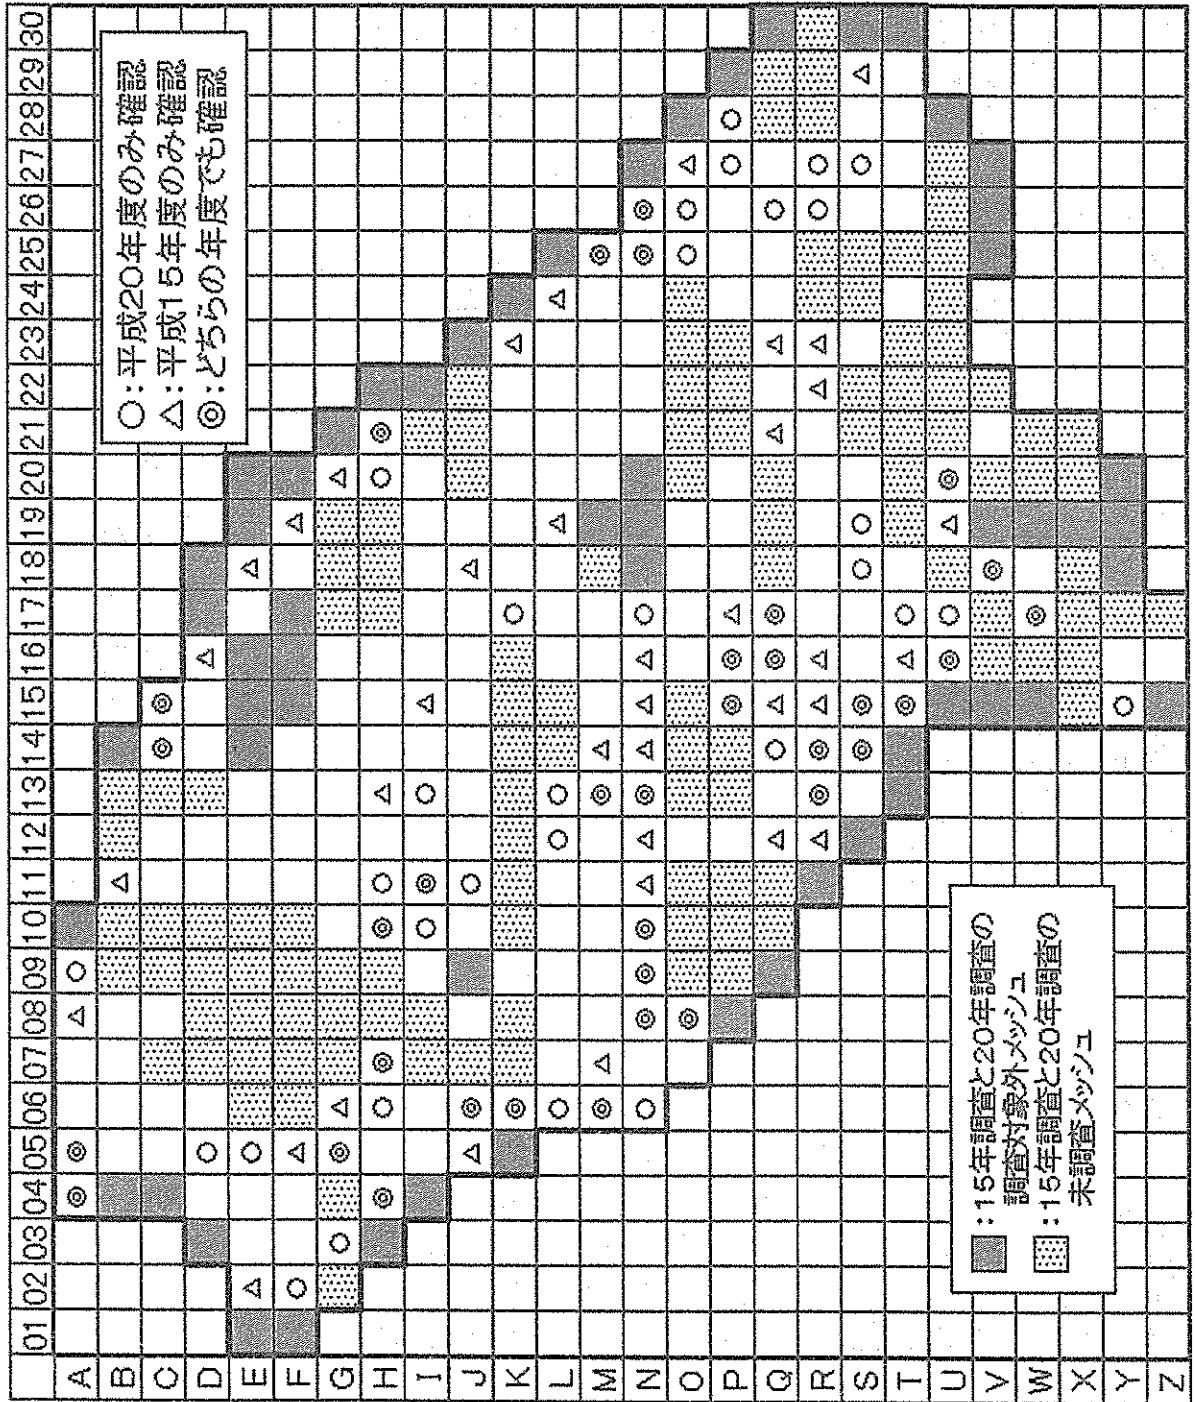 01 02 03 04 05 06 07 08 09 10 11 12 13 14 15 16 17 18 19 20 21 22 23 24 25 26 27 28 29 30
A
B
C
D
E
F
G
H
I
J
K
L
M
N
O
P
Q
R
S
T
U
V
W
X
Y
Z
○:平成20年度のみ確認
△:平成15年度のみ確認
◎:どちらの年度でも確認
:15年調査と20年調査の
調査対象外メッシュ
:15年調査と20年調査の
未調査メッシュ